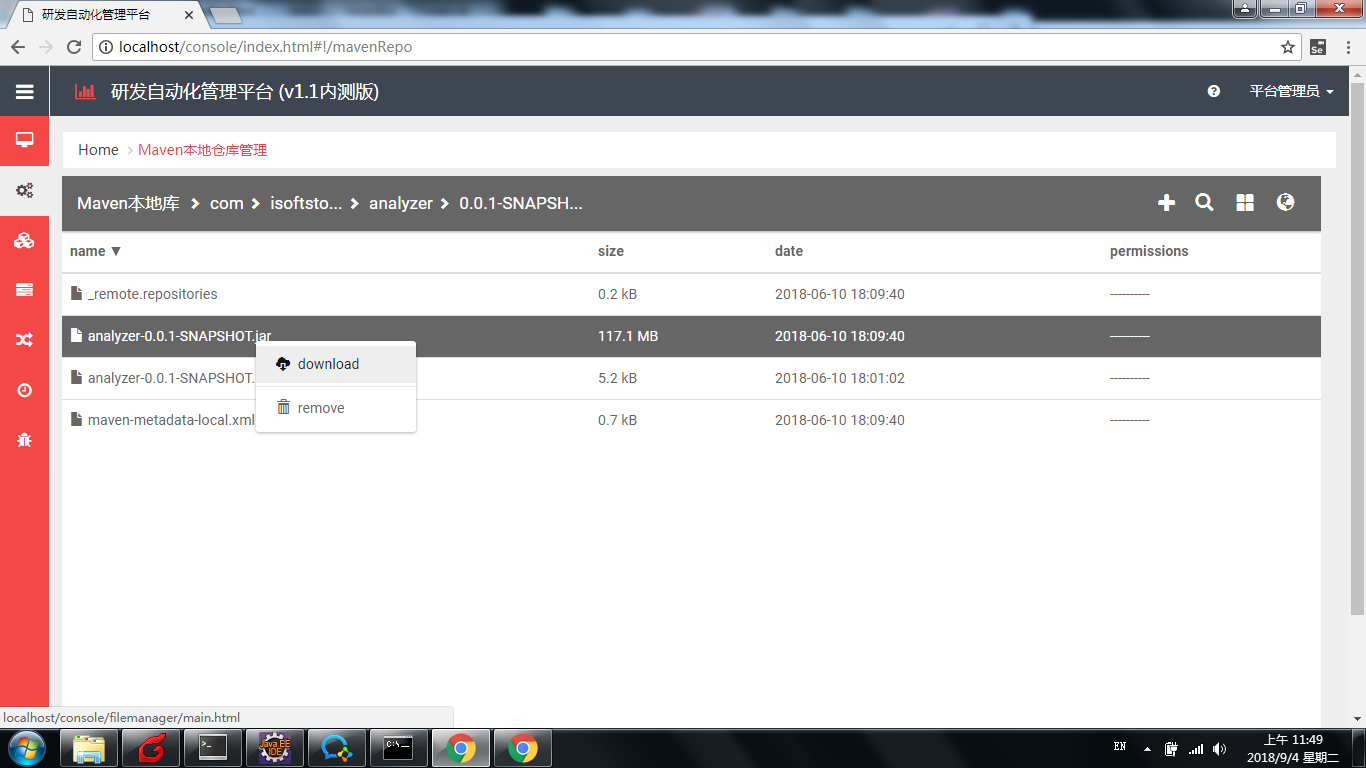 研发自动化管理平台
localhost/console/index.html#!/mavenRepo
研发自动化管理平台 (v1.1内测版)
平台管理员
Home > Maven本地仓库管理
Maven本地库 > com > isoftsto... > analyzer > 0.0.1-SNAPSH...
name ▼ size date permissions
_remote.repositories 0.2 kB 2018-06-10 18:09:40 ----------
analyzer-0.0.1-SNAPSHOT.jar 117.1 MB 2018-06-10 18:09:40 ----------
download
analyzer-0.0.1-SNAPSHOT. 5.2 kB 2018-06-10 18:01:02 ----------
remove
maven-metadata-local.xml 0.7 kB 2018-06-10 18:09:40 ----------
localhost/console/filemanager/main.html
Java EE
IDE
C:\
EN
上午 11:49
2018/9/4 星期二